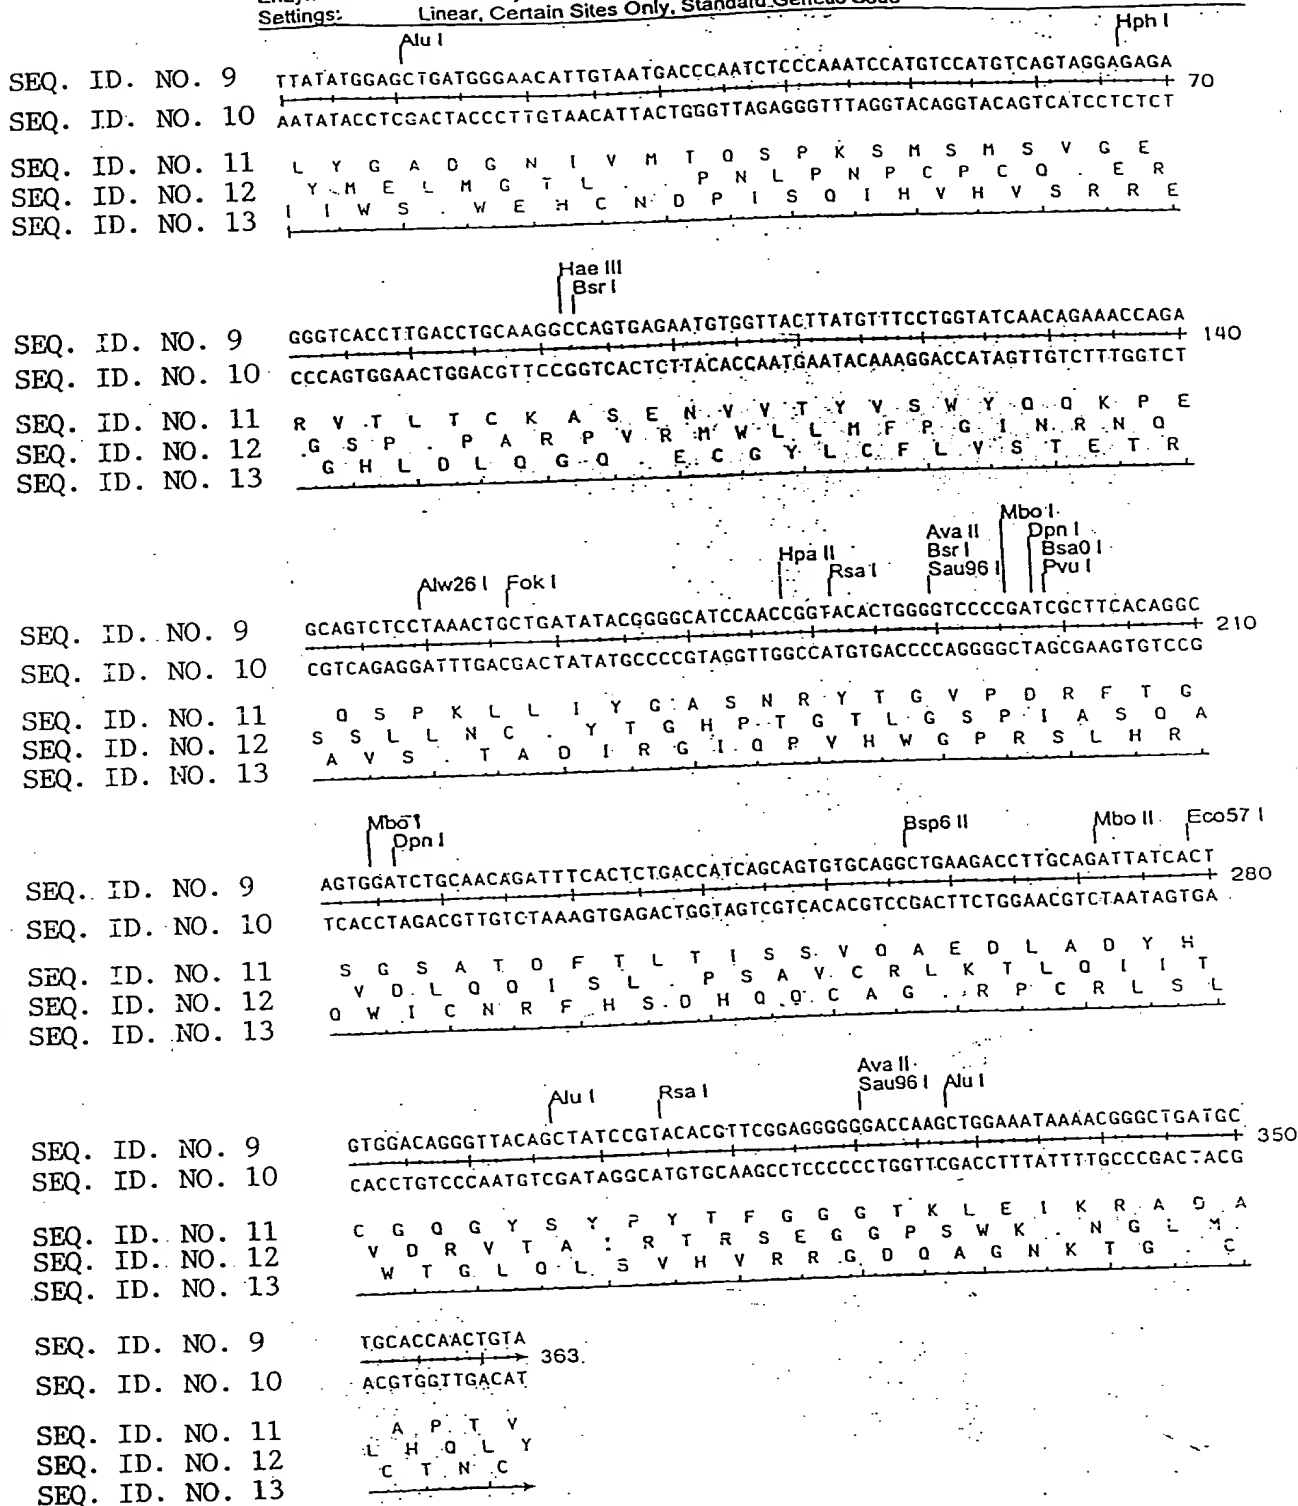 Settings: Linear, Certain Sites Only, Standard Genetic
Alu I Hph I
SEQ. ID. NO. 9 TTATATGGAGCTGATGGGAACATTGTAATGACCCAATCTCCCAAATCCATGTCCATGTCAGTAGGAGAGA
70
SEQ. ID. NO. 10 AATATACCTCGACTACCCTTGTAACATTACTGGGTTAGAGGGTTTAGGTACAGGTACAGTCATCCTCTCT
SEQ. ID. NO. 11 L Y G A D G N I V M T Q S P K S M S M S V G E
SEQ. ID. NO. 12 Y M E L M G T L . . P N L P N P C P C Q . E R
SEQ. ID. NO. 13 I I W S . W E H C N D P I S Q I H V H V S R R E
Hae III
Bsr I
SEQ. ID. NO. 9 GGGTCACCTTGACCTGCAAGGCCAGTGAGAATGTGGTTACTTATGTTTCCTGGTATCAACAGAAACCAGA
140
SEQ. ID. NO. 10 CCCAGTGGAACTGGACGTTCCGGTCACTCTTACACCAATGAATACAAAGGACCATAGTTGTCTTTGGTCT
SEQ. ID. NO. 11 R V T L T C K A S E N V V T Y V S W Y Q Q K P E
SEQ. ID. NO. 12 G S P . P A R P V R M W L L M F P G I N R N Q
SEQ. ID. NO. 13 G H L D L Q G Q . E C G Y L C F L V S T E T R
Mbo I
Ava II Dpn I
Hpa II Bsr I BsaO I
Alw26 I Fok I Rsa I Sau96 I Pvu I
SEQ. ID. NO. 9 GCAGTCTCCTAAACTGCTGATATACGGGGCATCCAACCGGTACACTGGGGTCCCCGATCGCTTCACAGGC
210
SEQ. ID. NO. 10 CGTCAGAGGATTTGACGACTATATGCCCCGTAGGTTGGCCATGTGACCCCAGGGGCTAGCGAAGTGTCCG
SEQ. ID. NO. 11 Q S P K L L I Y G A S N R Y T G V P D R F T G
SEQ. ID. NO. 12 S S L L N C . Y T G H P T G T L G S P I A S Q A
SEQ. ID. NO. 13 A V S . T A D I R G I Q P V H W G P R S L H R
Mbo I Bsp6 II Mbo II Eco57 I
Dpn I
SEQ. ID. NO. 9 AGTGGATCTGCAACAGATTTCACTCTGACCATCAGCAGTGTGCAGGCTGAAGACCTTGCAGATTATCACT
280
SEQ. ID. NO. 10 TCACCTAGACGTTGTCTAAAGTGAGACTGGTAGTCGTCACACGTCCGACTTCTGGAACGTCTAATAGTGA
SEQ. ID. NO. 11 S G S A T D F T L T I S S V Q A E D L A D Y H
SEQ. ID. NO. 12 V D L Q Q I S L . P S A V C R L K T L Q I I T
SEQ. ID. NO. 13 Q W I C N R F H S D H Q Q C A G . R P C R L S L
Ava II
Alu I Rsa I Sau96 I Alu I
SEQ. ID. NO. 9 GTGGACAGGGTTACAGCTATCCGTACACGTTCGGAGGGGGGACCAAGCTGGAAATAAAACGGGCTGATGC
350
SEQ. ID. NO. 10 CACCTGTCCCAATGTCGATAGGCATGTGCAAGCCTCCCCCCTGGTTCGACCTTTATTTTGCCCGACTACG
SEQ. ID. NO. 11 C G Q G Y S Y P Y T F G G G T K L E I K R A D A
SEQ. ID. NO. 12 V D R V T A . R T R S E G G P S W K . N G L M
SEQ. ID. NO. 13 W T G L Q L S V H V R R G D Q A G N K T G . C
SEQ. ID. NO. 9 TGCACCAACTGTA
363
SEQ. ID. NO. 10 ACGTGGTTGACAT
SEQ. ID. NO. 11 A P T V
SEQ. ID. NO. 12 L H Q L Y
SEQ. ID. NO. 13 C T N C